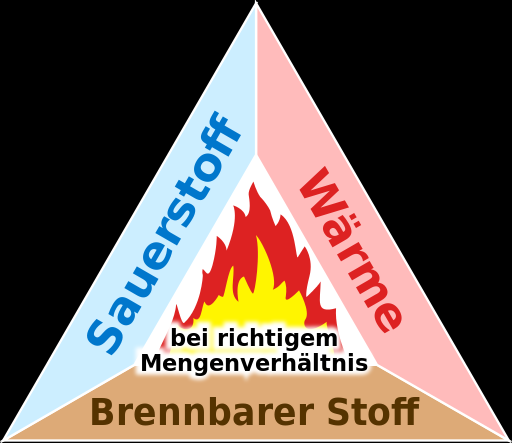 Sauerstoff
Wärme
bei richtigem
Mengenverhältnis
Brennbarer Stoff